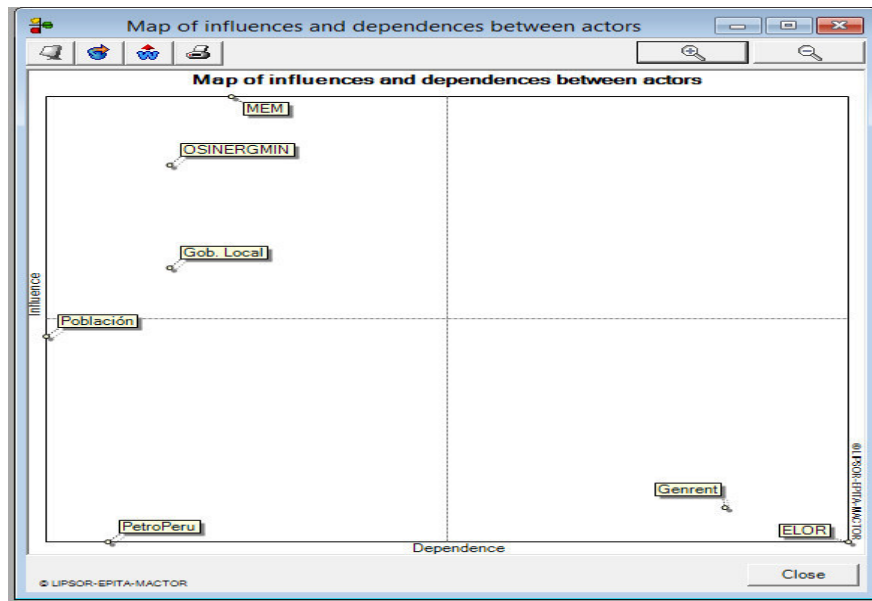 Map of influences and dependences between actors
Map of influences and dependences between actors
MEM
OSINERGMIN
Gob. Local
Influence
Población
Genrent
PetroPeru
ELOR
Dependence
© LIPSOR-EPITA-MACTOR
© LIPSOR-EPITA-MACTOR
Close